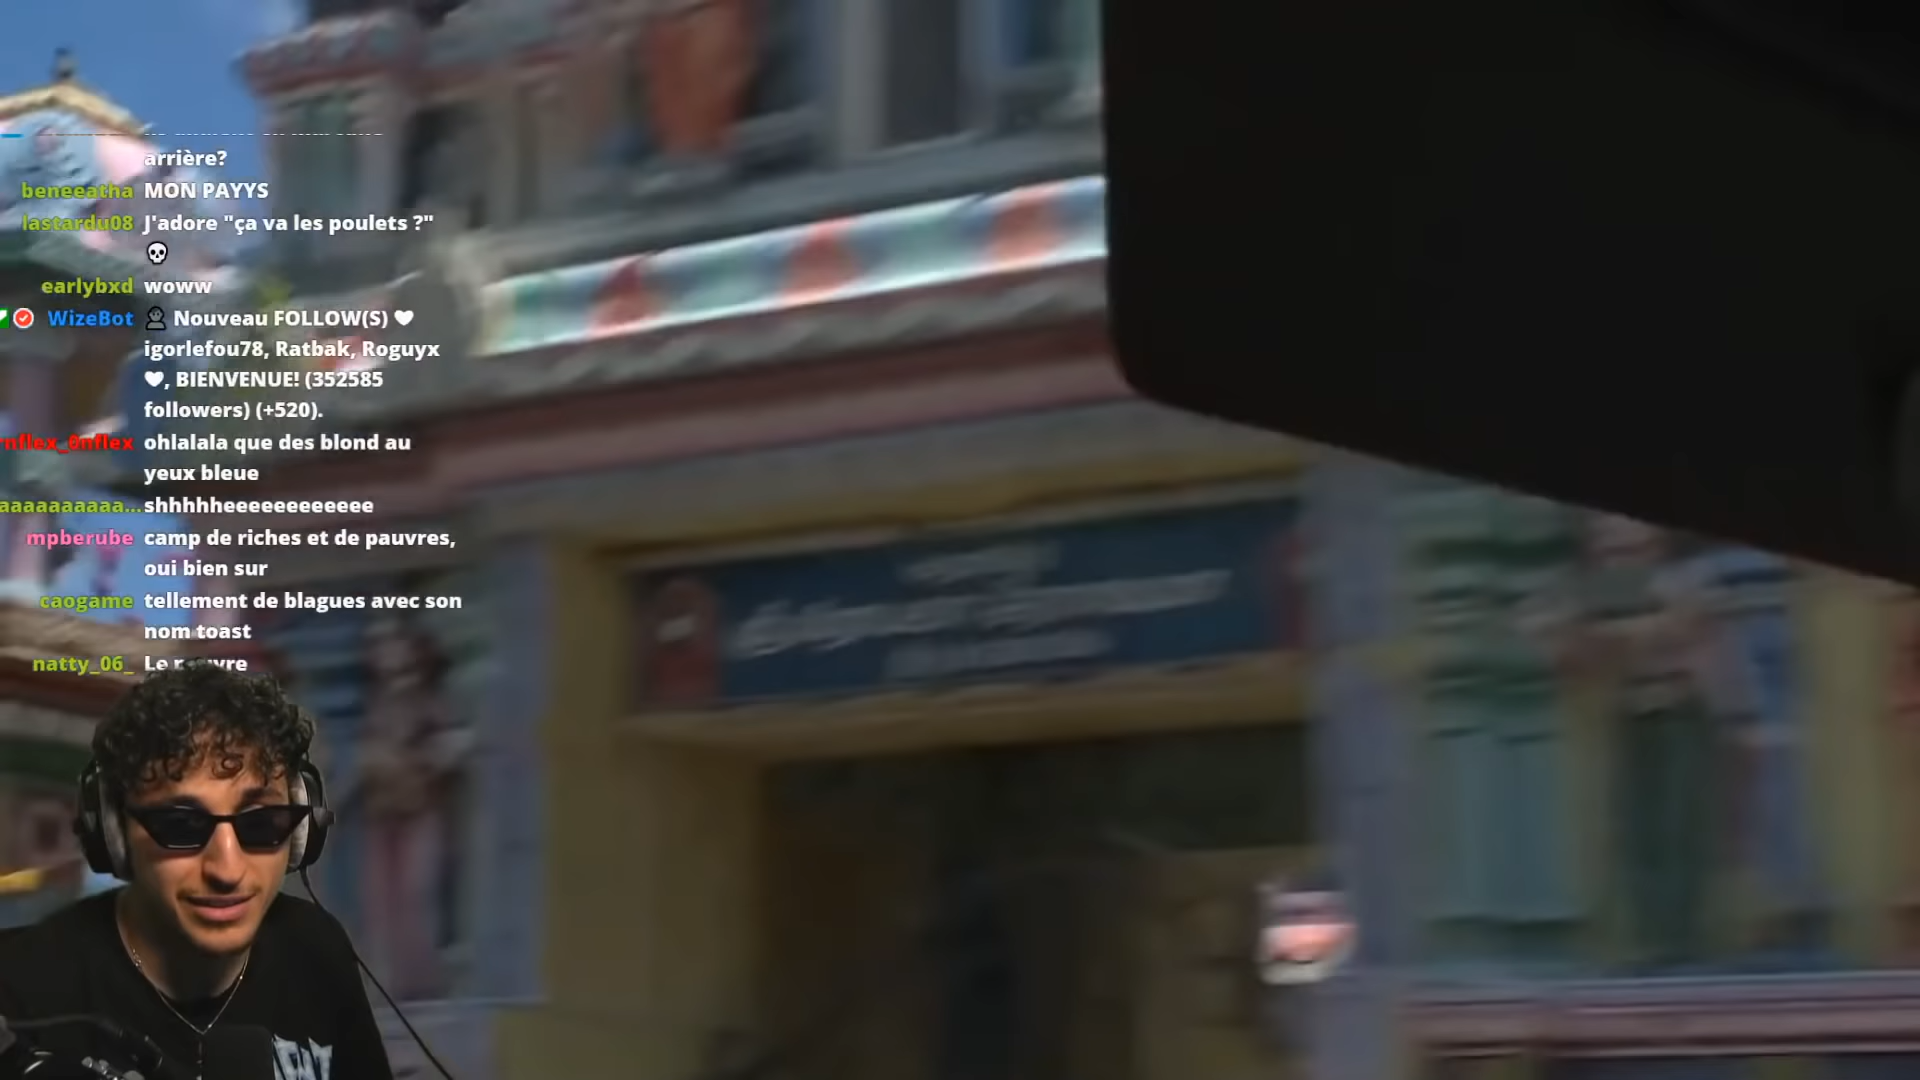 arrière?
beneeatha MON PAYYS
lastardu08 J'adore "ça va les poulets ?"
💀
earlybxd woww
WizeBot Nouveau FOLLOW(S) ♥
igorlefou78, Ratbak, Roguyx
♥, BIENVENUE! (352585
followers) (+520).
rnflex_0nflex ohlalala que des blond au
yeux bleue
aaaaaaaaaa... shhhhheeeeeeeeeeee
mpberube camp de riches et de pauvres,
oui bien sur
caogame tellement de blagues avec son
nom toast
natty_06_ Le